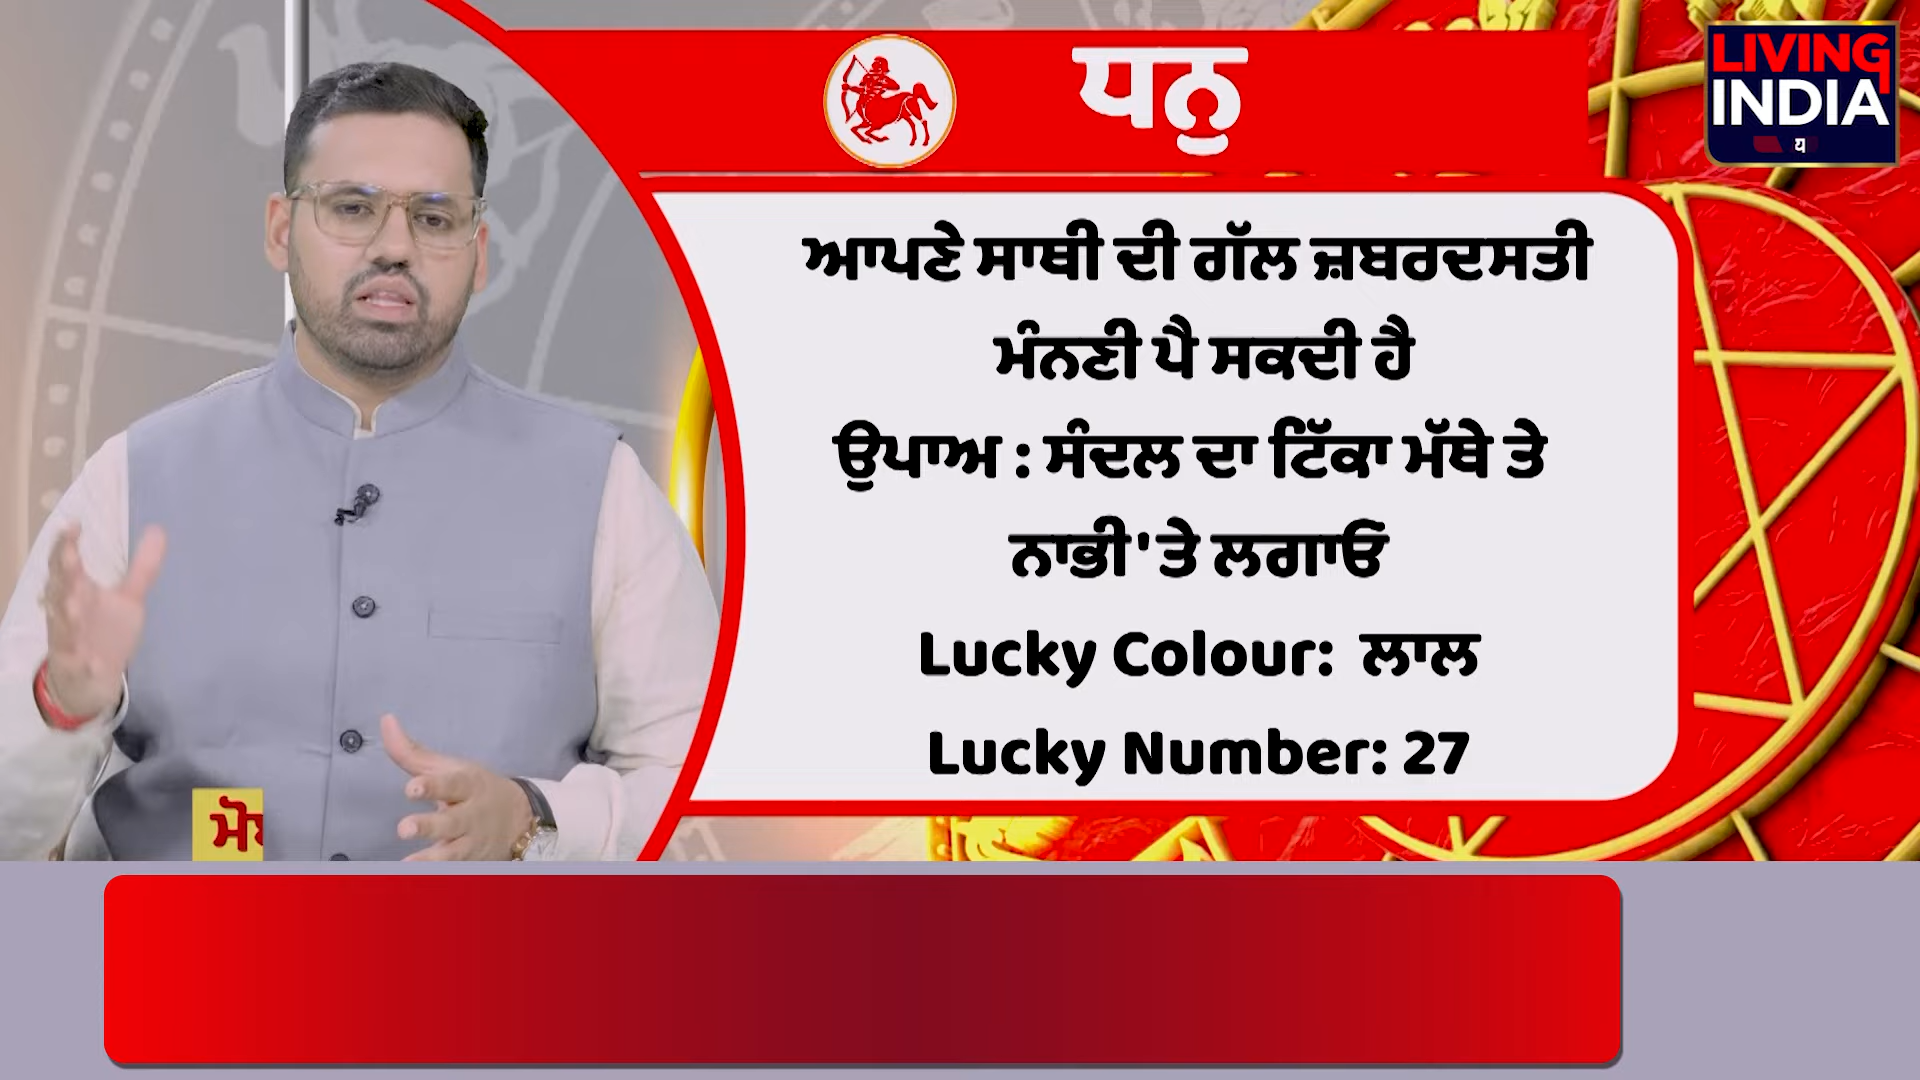 ਧਨੁ
LIVING
INDIA
ਆਪਣੇ ਸਾਥੀ ਦੀ ਗੱਲ ਜ਼ਬਰਦਸਤੀ
ਮੰਨਣੀ ਪੈ ਸਕਦੀ ਹੈ
ਉਪਾਅ : ਸੰਦਲ ਦਾ ਟਿੱਕਾ ਮੱਥੇ ਤੇ
ਨਾਭੀ 'ਤੇ ਲਗਾਓ
Lucky Colour: ਲਾਲ
Lucky Number: 27